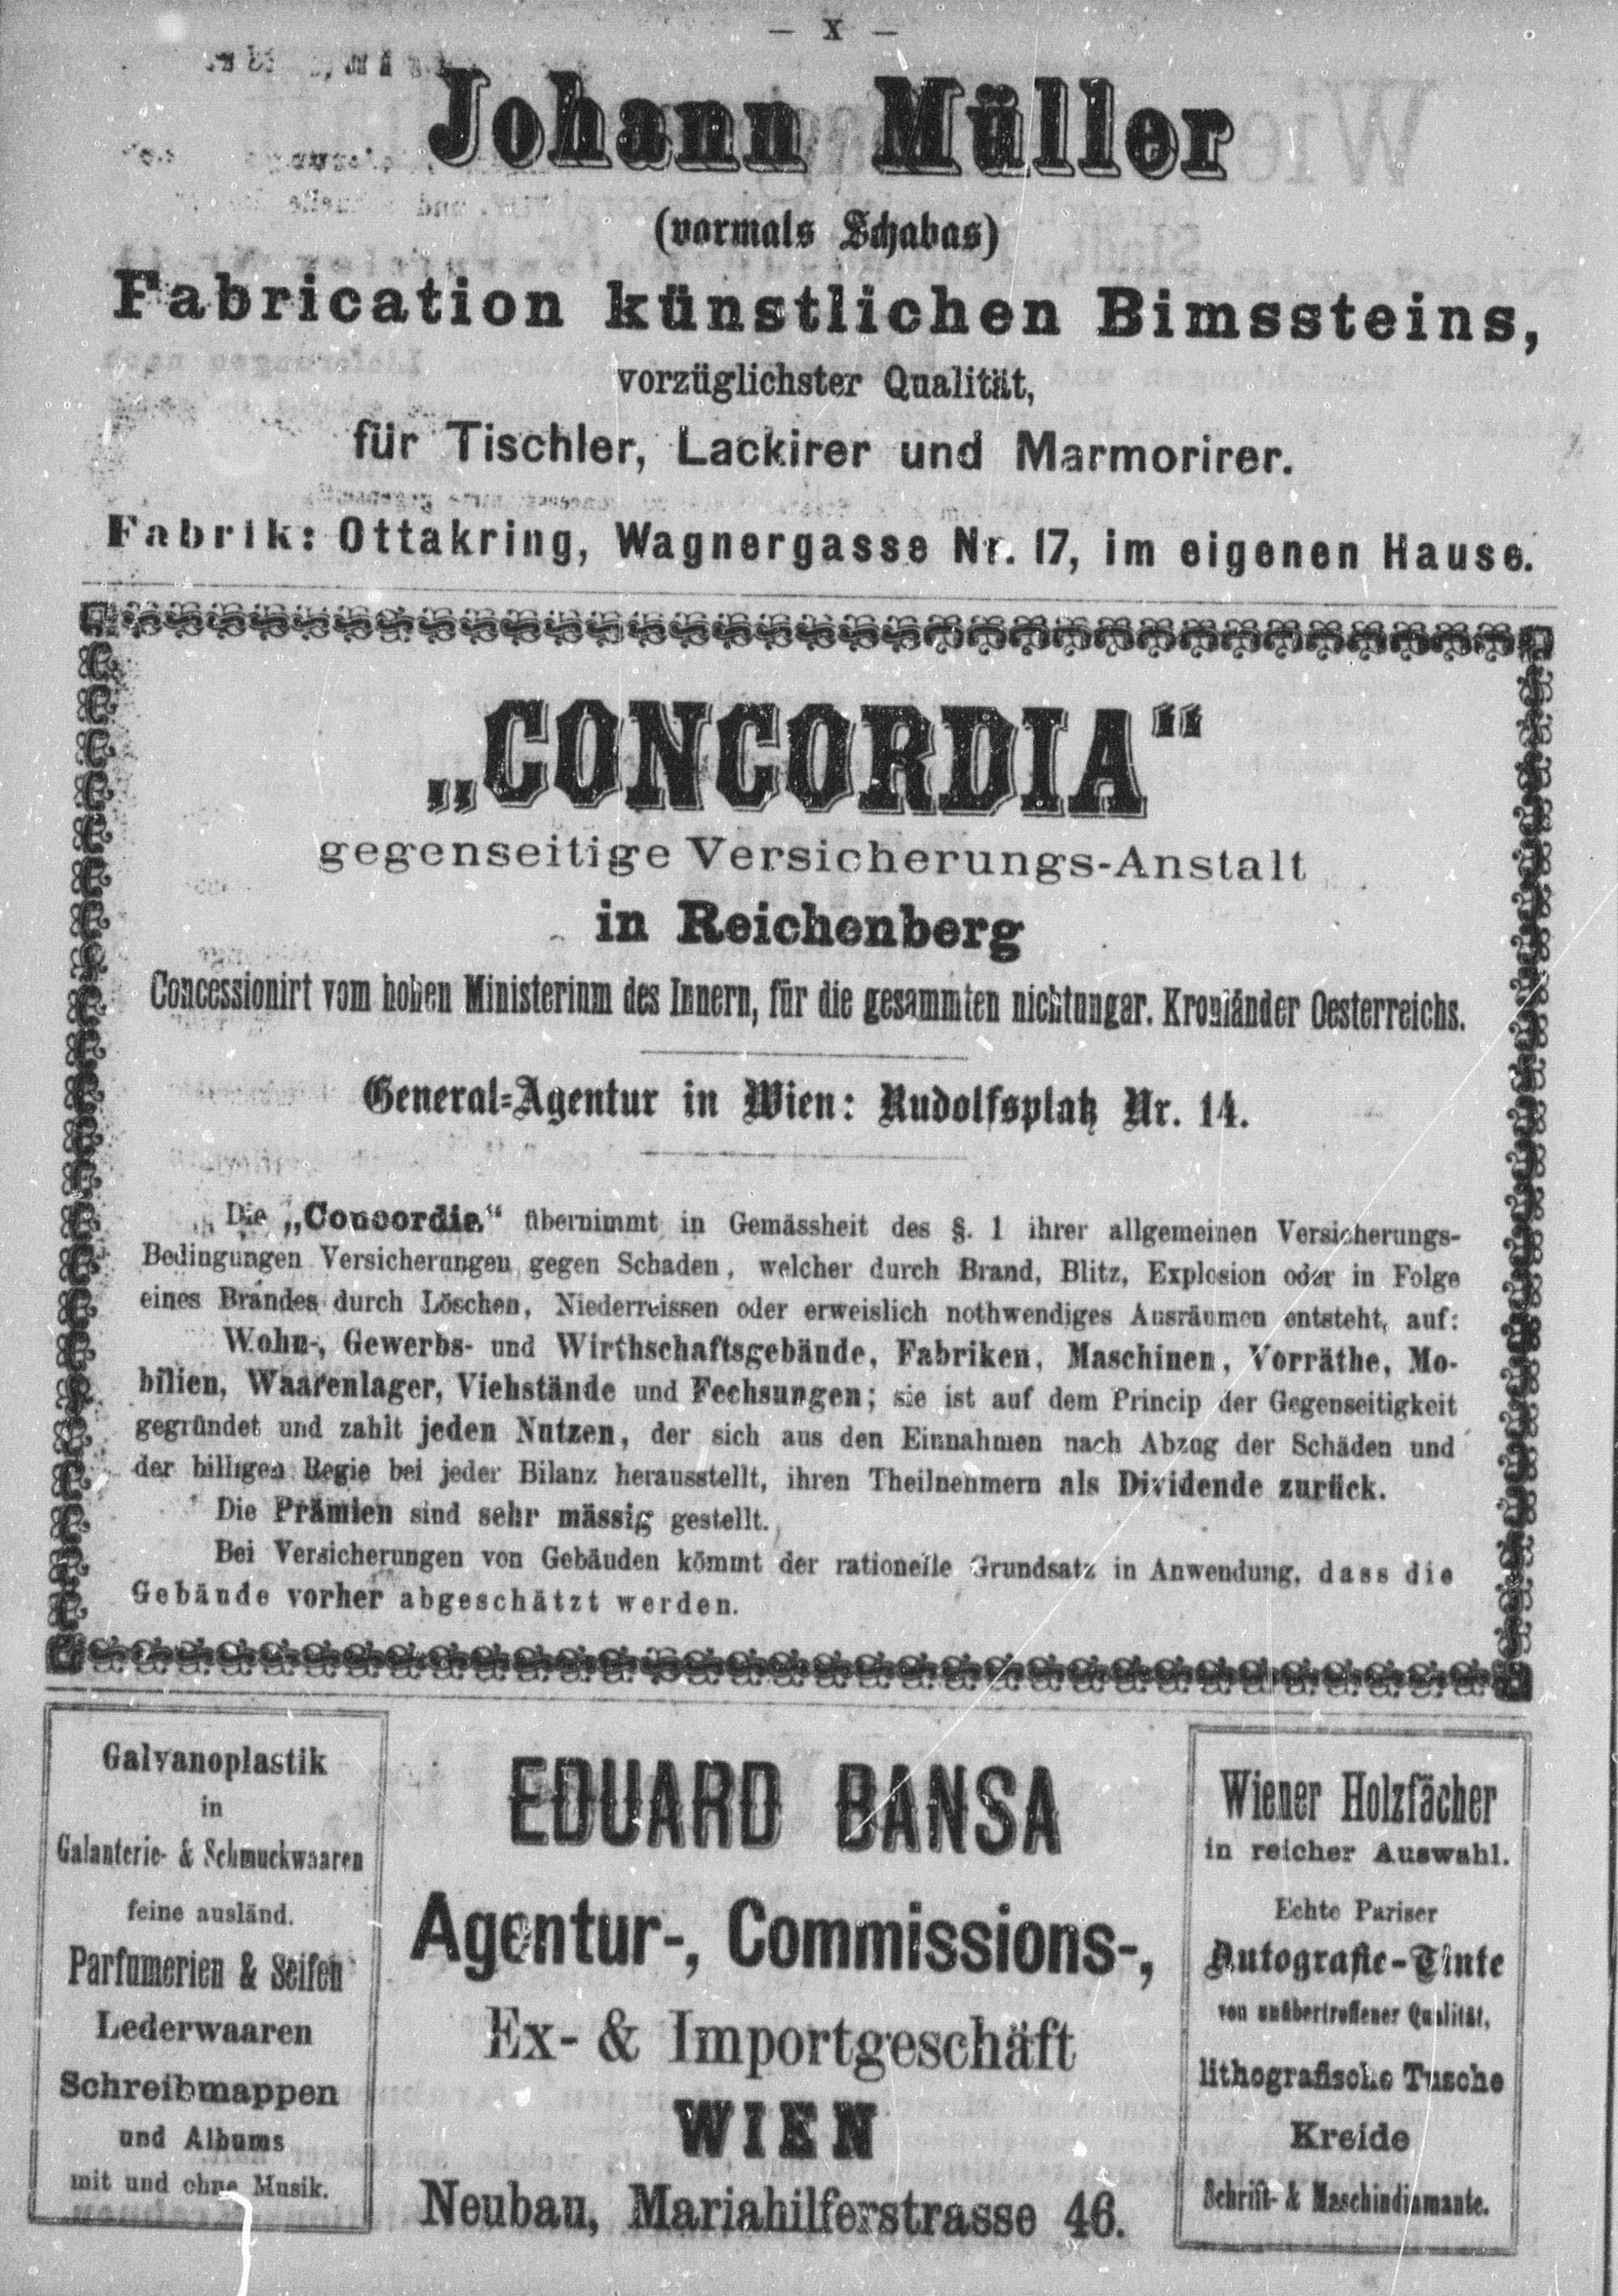 — X —
Johann Müller
(vormals Schabas)
Fabrication künstlichen Bimssteins,
vorzüglichster Qualität,
für Tischler, Lackirer und Marmorirer.
Fabrik: Ottakring, Wagnergasse Nr. 17, im eigenen Hause.
„CONCORDIA“
gegenseitige Versicherungs-Anstalt
in Reichenberg
Concessionirt vom hohen Ministerium des Innern, für die gesammten nichtungar. Kronländer Oesterreichs.
General-Agentur in Wien: Rudolfsplatz Nr. 14.
Die „Concordia“ übernimmt in Gemässheit des §. 1 ihrer allgemeinen Versicherungs-
Bedingungen Versicherungen gegen Schaden, welcher durch Brand, Blitz, Explosion oder in Folge
eines Brandes durch Löschen, Niederreissen oder erweislich nothwendiges Ausräumen entsteht, auf:
Wohn-, Gewerbs- und Wirthschaftsgebäude, Fabriken, Maschinen, Vorräthe, Mo-
bilien, Waarenlager, Viehstände und Fechsungen; sie ist auf dem Princip der Gegenseitigkeit
gegründet und zahlt jeden Nutzen, der sich aus den Einnahmen nach Abzug der Schäden und
der billigen Regie bei jeder Bilanz herausstellt, ihren Theilnehmern als Dividende zurück.
Die Prämien sind sehr mässig gestellt.
Bei Versicherungen von Gebäuden kömmt der rationelle Grundsatz in Anwendung, dass die
Gebäude vorher abgeschätzt werden.
Galvanoplastik
in
Galanterie- & Schmuckwaaren
feine ausländ.
Parfumerien & Seifen
Lederwaaren
Schreibmappen
und Albums
mit und ohne Musik.
EDUARD BANSA
Agentur-, Commissions-,
Ex- & Importgeschäft
WIEN
Neubau, Mariahilferstrasse 46.
Wiener Holzfächer
in reicher Auswahl.
Echte Pariser
Autografie-Tinte
von unübertroffener Qualität,
lithografische Tusche
Kreide
Schrift- & Maschindiamante.